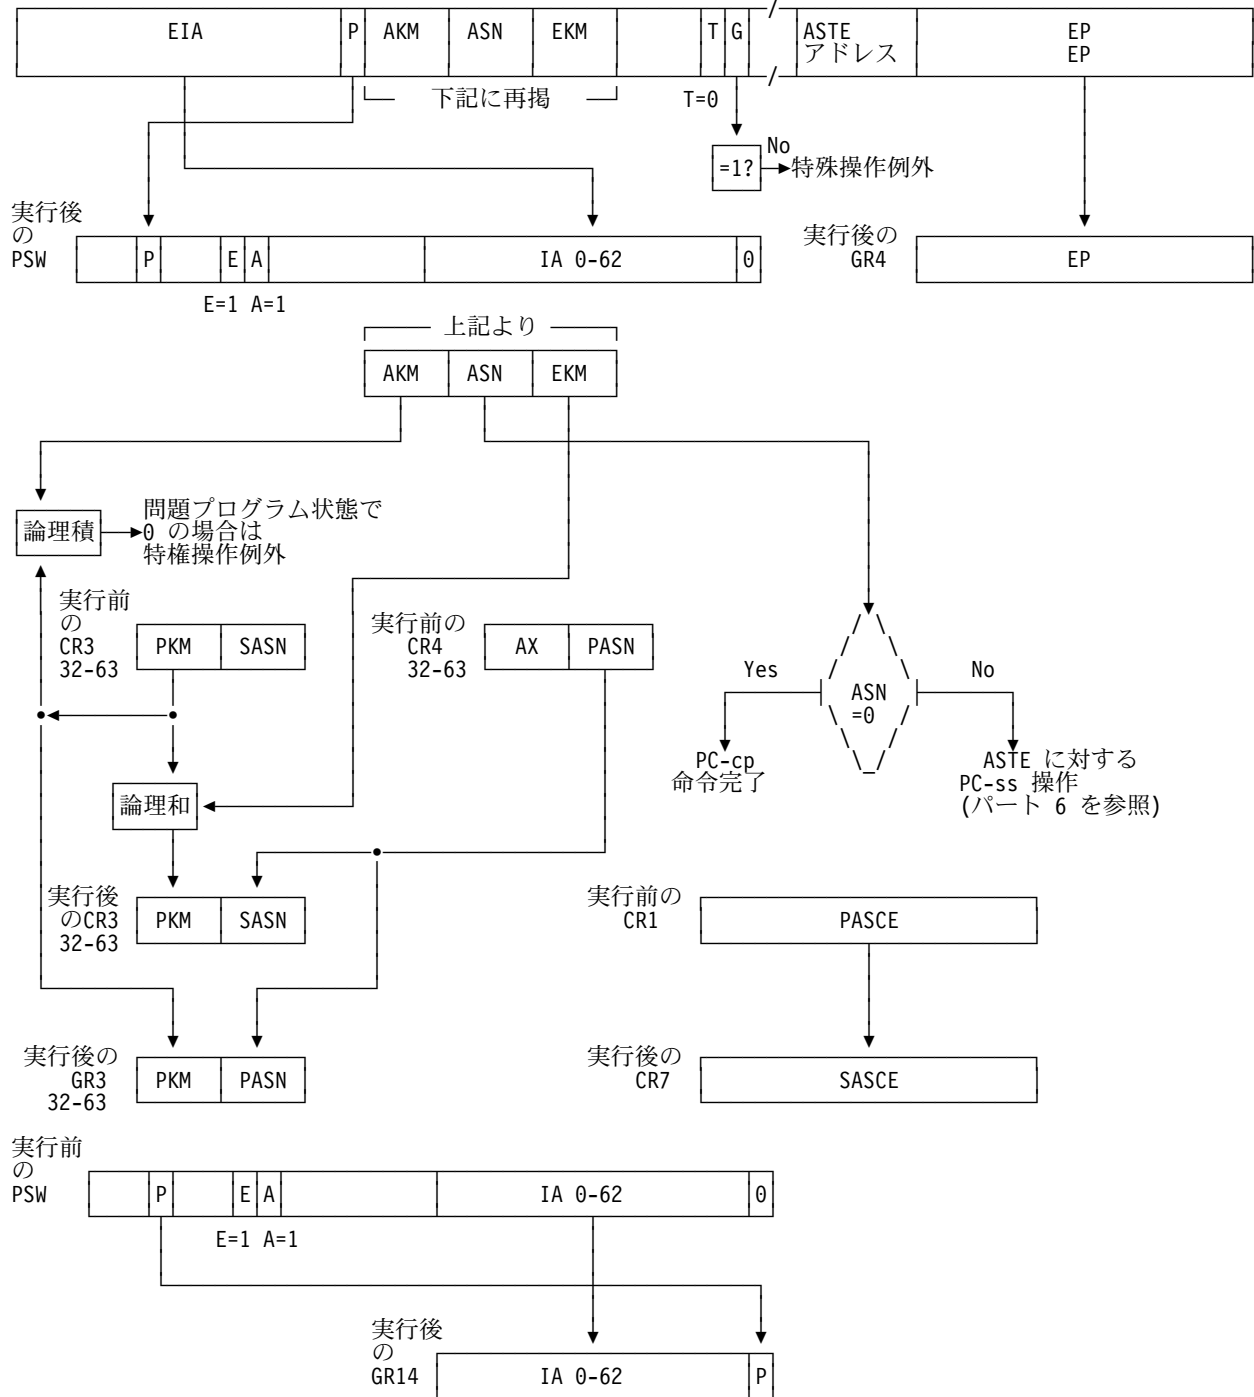 EIA P AKM ASN EKM T G ASTE EP
アドレス EP
下記に再掲 T=0
=1? No
特殊操作例外
実行後
の
PSW P E A IA 0-62 0
E=1 A=1
実行後の
GR4 EP
上記より
AKM ASN EKM
論理積
問題プログラム状態で
0 の場合は
特権操作例外
実行前
の
CR3 PKM SASN
32-63
実行前の
CR4 AX PASN
32-63
Yes ASN No
=0
PC-cp
命令完了
ASTE に対する
PC-ss 操作
(パート 6 を参照)
論理和
実行後
のCR3 PKM SASN
32-63
実行前の
CR1 PASCE
実行後の
GR3 PKM PASN
32-63
実行後の
CR7 SASCE
実行前
の
PSW P E A IA 0-62 0
E=1 A=1
実行後
の
GR14 IA 0-62 P